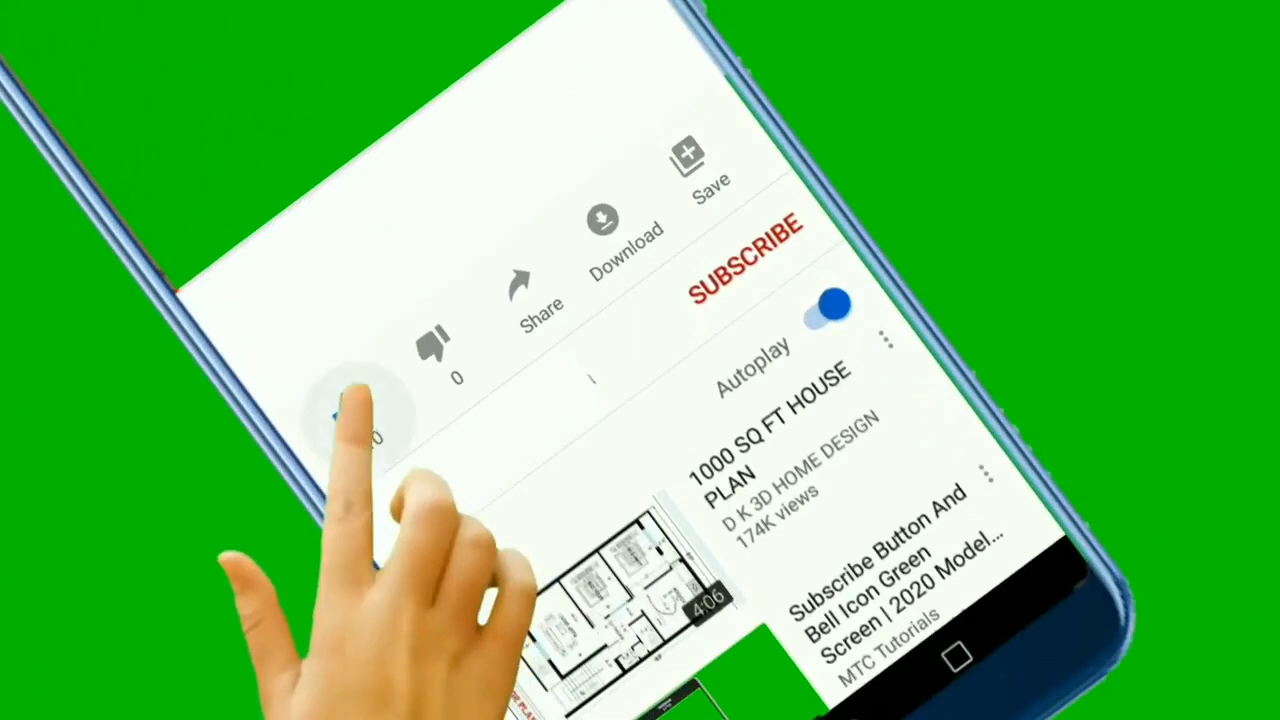 0
0
Share
Download
Save
SUBSCRIBE
Autoplay
1000 SQ FT HOUSE
PLAN
D K 3D HOME DESIGN
174K views
4:06
Subscribe Button And
Bell Icon Green
Screen | 2020 Model...
MTC Tutorials